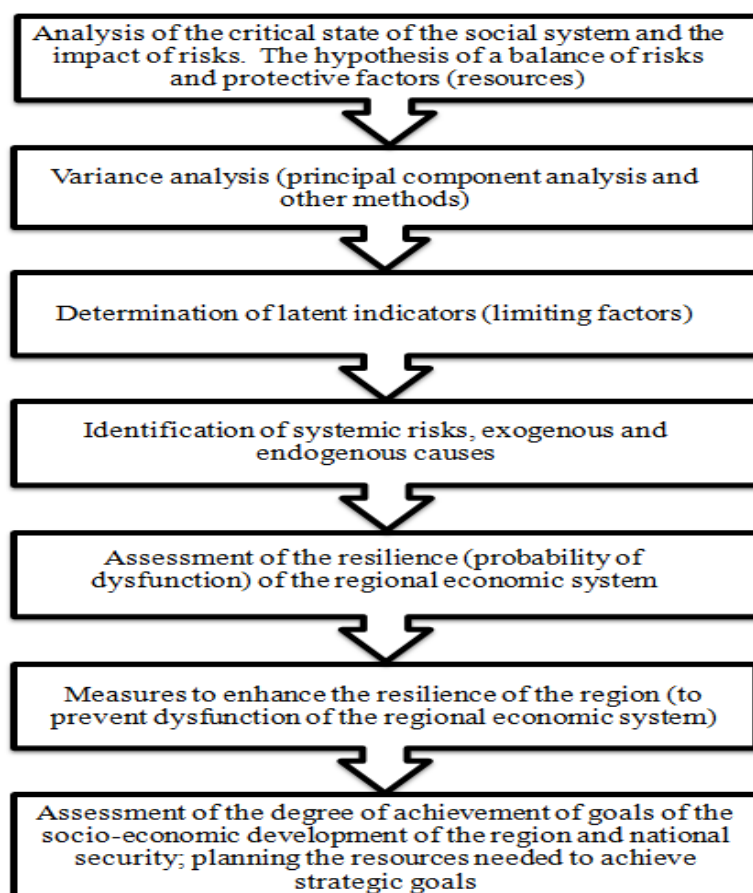 Analysis of the critical state of the social system and the
impact of risks. The hypothesis of a balance of risks
and protective factors (resources)
Variance analysis (principal component analysis and
other methods)
Determination of latent indicators (limiting factors)
Identification of systemic risks, exogenous and
endogenous causes
Assessment of the resilience (probability of
dysfunction) of the regional economic system
Measures to enhance the resilience of the region (to
prevent dysfunction of the regional economic system)
Assessment of the degree of achievement of goals of the
socio-economic development of the region and national
security; planning the resources needed to achieve
strategic goals